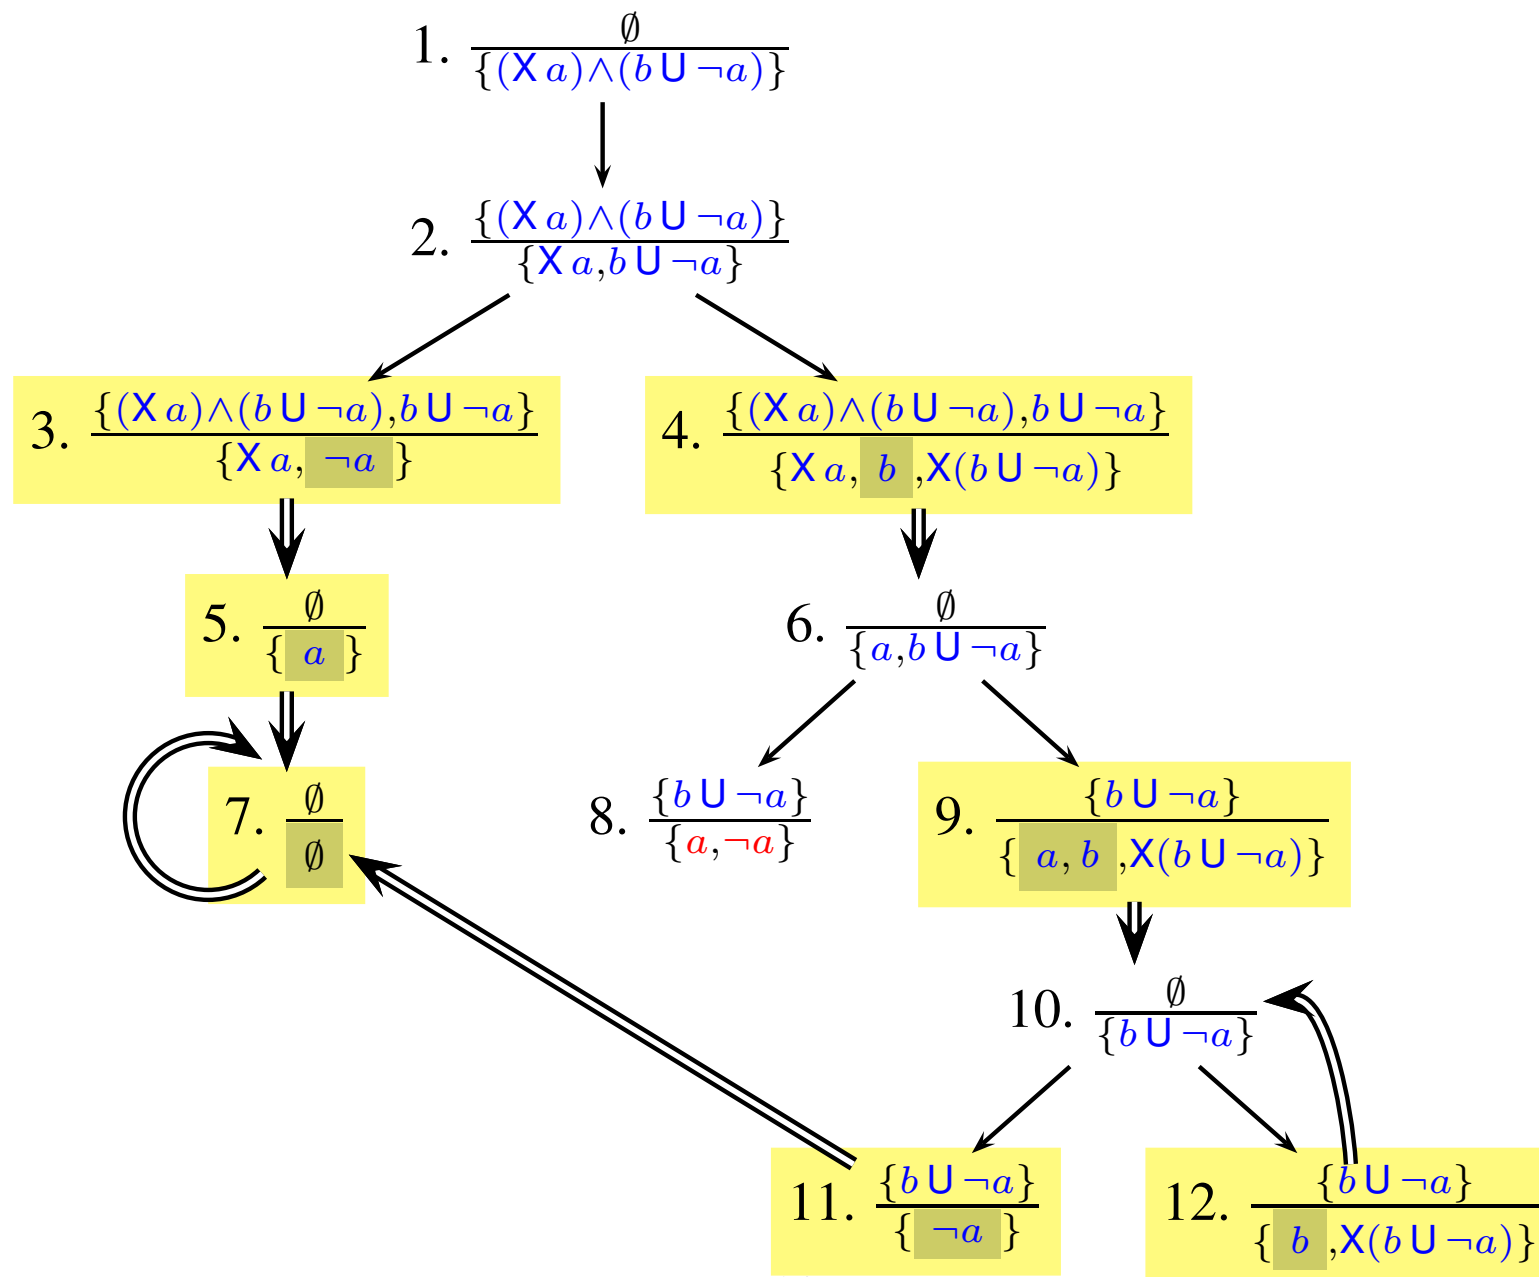 1. ∅
{(X a)∧(b U ¬a)}
2. {(X a)∧(b U ¬a)}
{X a,b U ¬a}
3. {(X a)∧(b U ¬a),b U ¬a}
{X a, ¬a }
4. {(X a)∧(b U ¬a),b U ¬a}
{X a, b ,X(b U ¬a)}
5. ∅
{ a }
6. ∅
{a,b U ¬a}
7. ∅
∅
8. {b U ¬a}
{a,¬a}
9. {b U ¬a}
{ a, b ,X(b U ¬a)}
10. ∅
{b U ¬a}
11. {b U ¬a}
{ ¬a }
12. {b U ¬a}
{ b ,X(b U ¬a)}